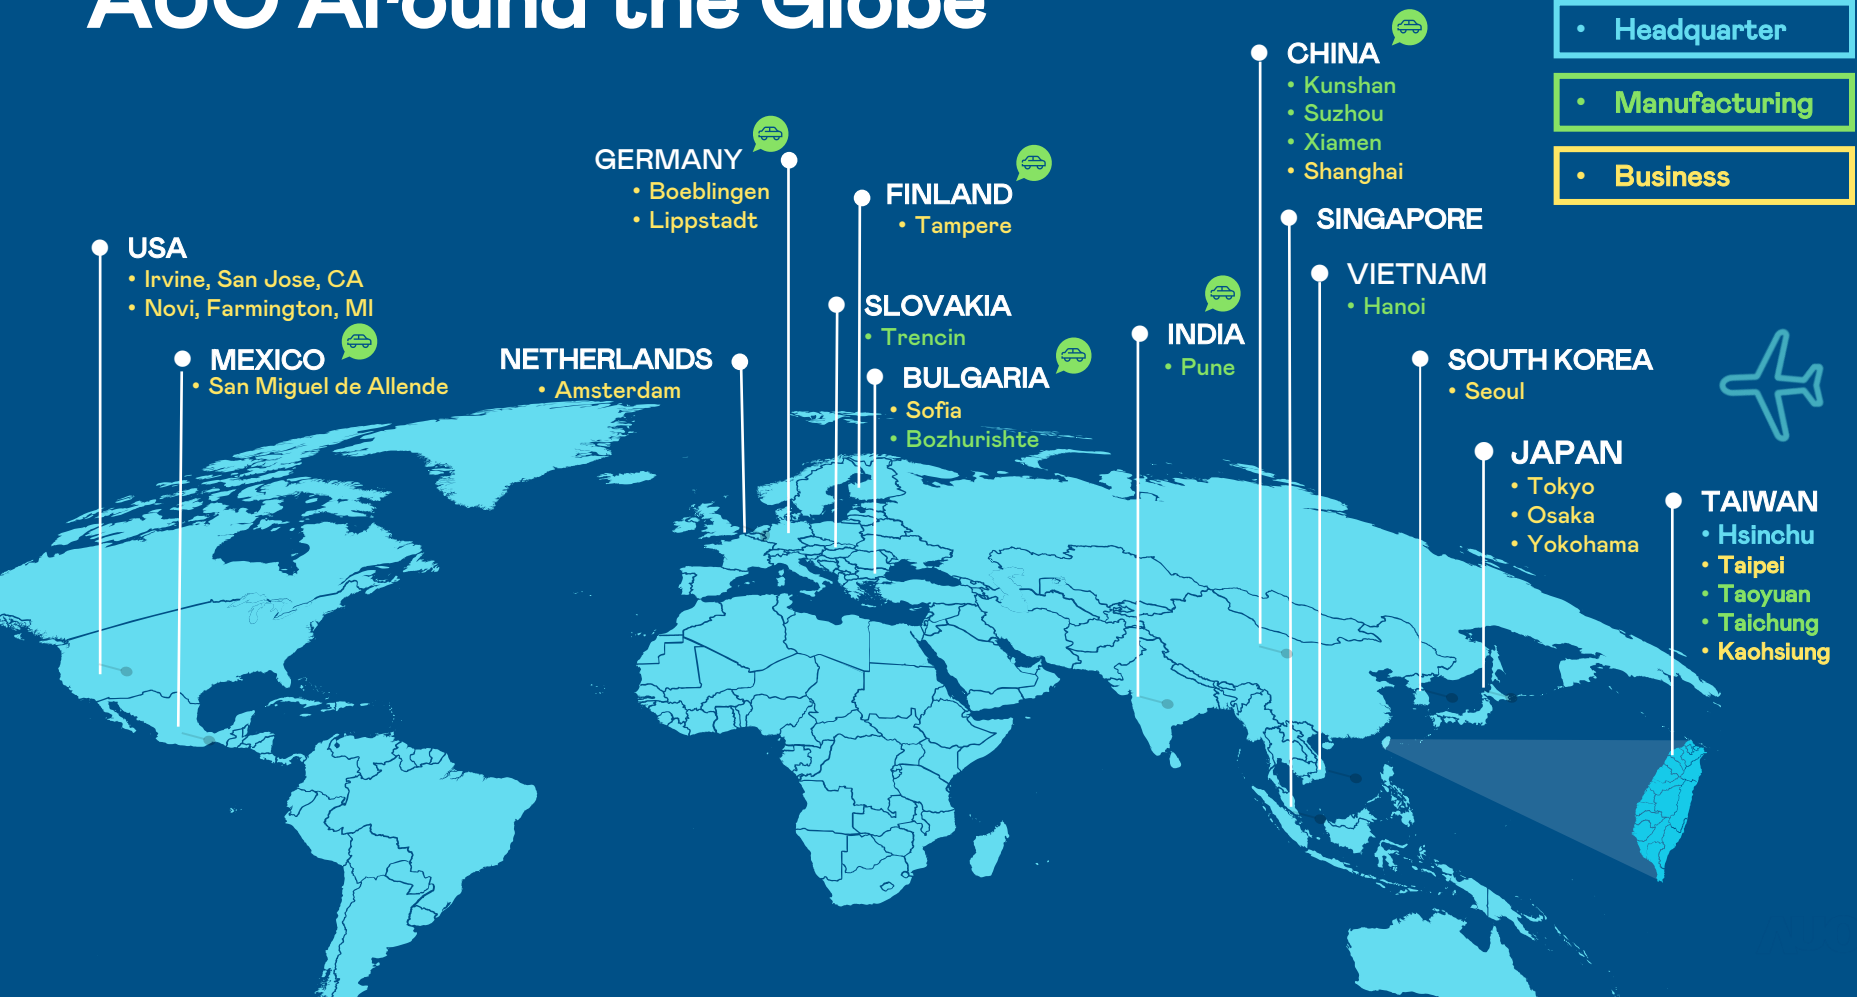 AUO Around the Globe
• Headquarter
• Manufacturing
• Business
CHINA
• Kunshan
• Suzhou
• Xiamen
• Shanghai
GERMANY
• Boeblingen
• Lippstadt
FINLAND
• Tampere
SINGAPORE
USA
• Irvine, San Jose, CA
• Novi, Farmington, MI
VIETNAM
• Hanoi
SLOVAKIA
• Trencin
INDIA
• Pune
MEXICO
• San Miguel de Allende
NETHERLANDS
• Amsterdam
BULGARIA
• Sofia
• Bozhurishte
SOUTH KOREA
• Seoul
JAPAN
• Tokyo
• Osaka
• Yokohama
TAIWAN
• Hsinchu
• Taipei
• Taoyuan
• Taichung
• Kaohsiung